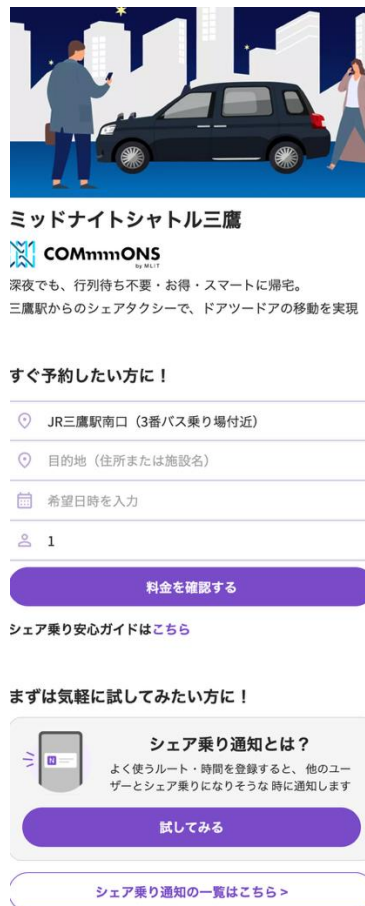 ミッドナイトシャトル三鷹
COMmmmONS
by MLIT
深夜でも、行列待ち不要・お得・スマートに帰宅。
三鷹駅からのシェアタクシーで、ドアツードアの移動を実現
すぐ予約したい方に！
JR三鷹駅南口（3番バス乗り場付近）
目的地（住所または施設名）
希望日時を入力
1
料金を確認する
シェア乗り安心ガイドはこちら
まずは気軽に試してみたい方に！
N
シェア乗り通知とは？
よく使うルート・時間を登録すると、 他のユー
ザーとシェア乗りになりそうな 時に通知します
試してみる
シェア乗り通知の一覧はこちら >